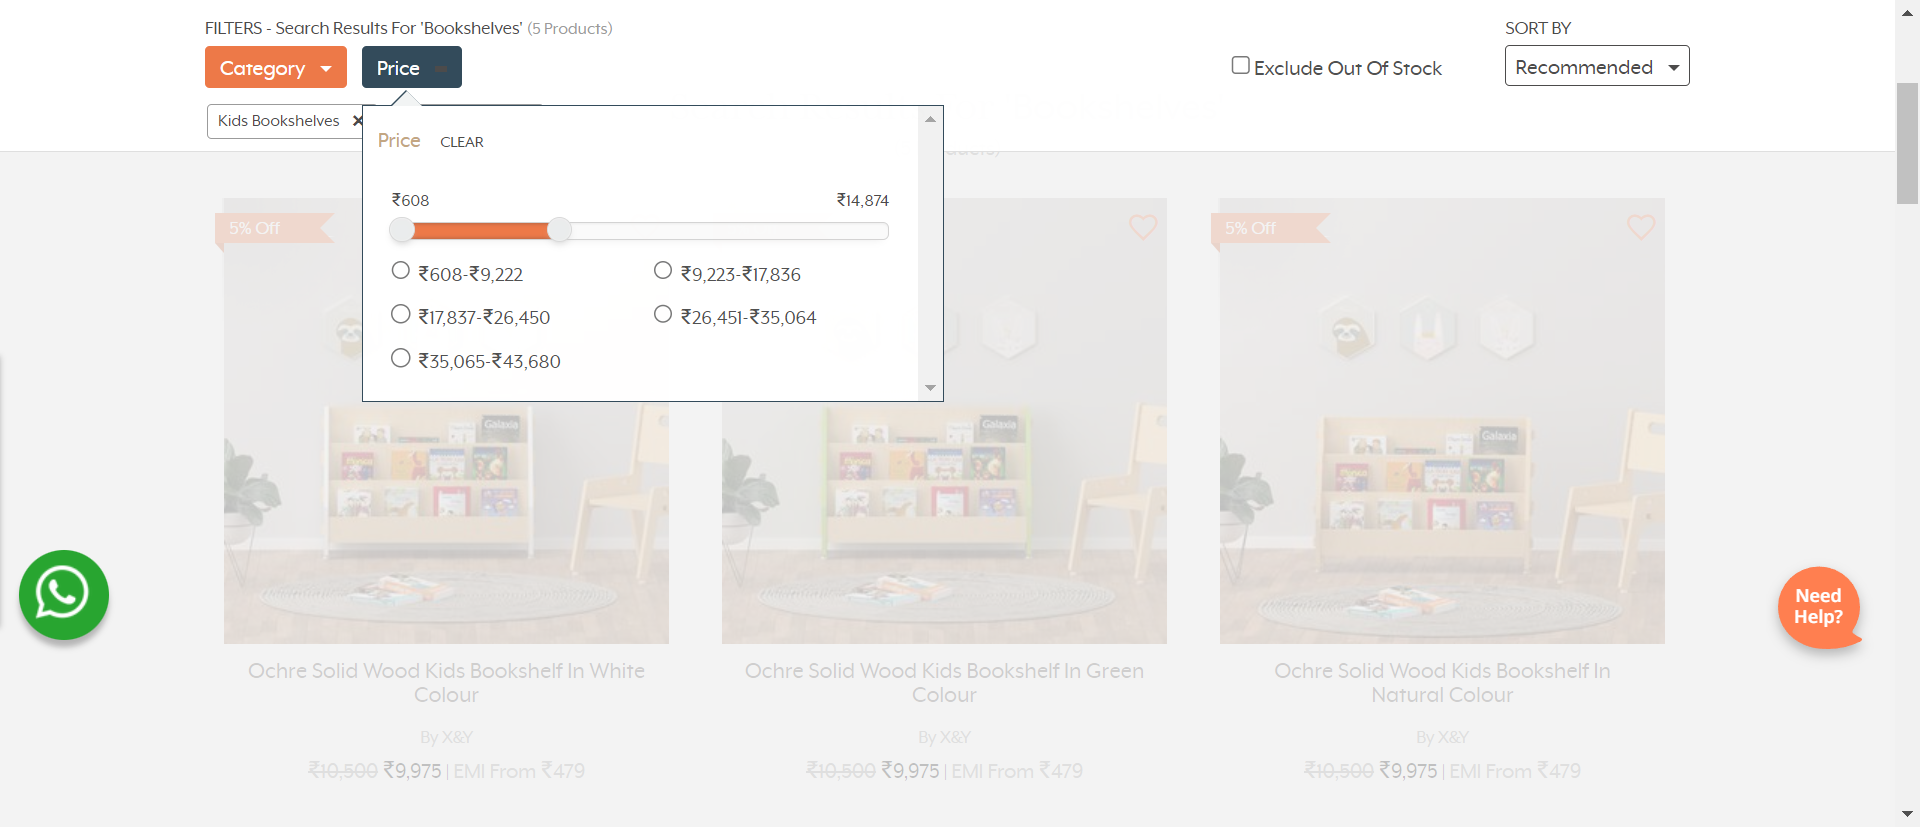 FILTERS - Search Results For 'Bookshelves' (5 Products)
SORT BY
Category
Price
Exclude Out Of Stock
Recommended
Kids Bookshelves ✕
Price CLEAR
₹608
₹14,874
₹608-₹9,222
₹9,223-₹17,836
₹17,837-₹26,450
₹26,451-₹35,064
₹35,065-₹43,680
5% Off
5% Off
Galaxia
Galaxia
Galaxia
Need
Help?
Ochre Solid Wood Kids Bookshelf In White
Colour
By X&Y
₹10,500 ₹9,975 | EMI From ₹479
Ochre Solid Wood Kids Bookshelf In Green
Colour
By X&Y
₹10,500 ₹9,975 | EMI From ₹479
Ochre Solid Wood Kids Bookshelf In
Natural Colour
By X&Y
₹10,500 ₹9,975 | EMI From ₹479